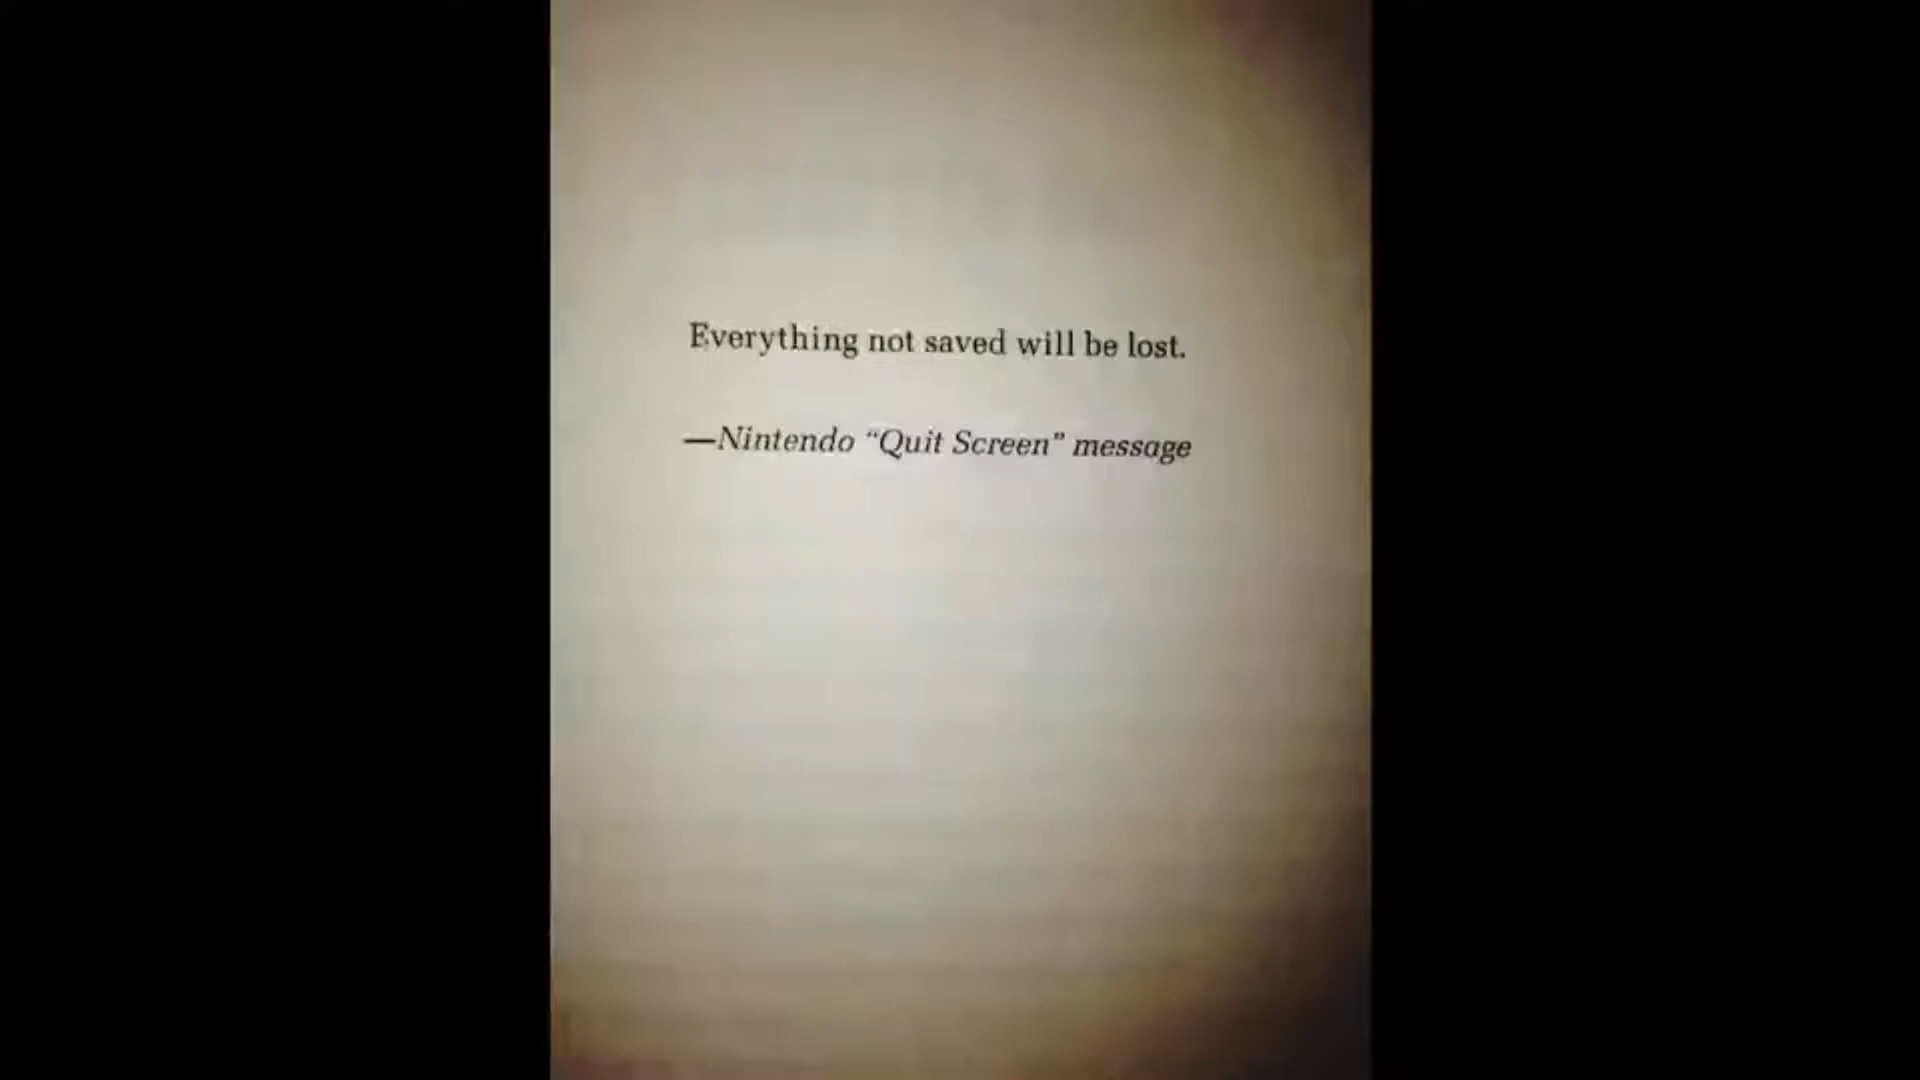 Everything not saved will be lost.
—Nintendo “Quit Screen” message